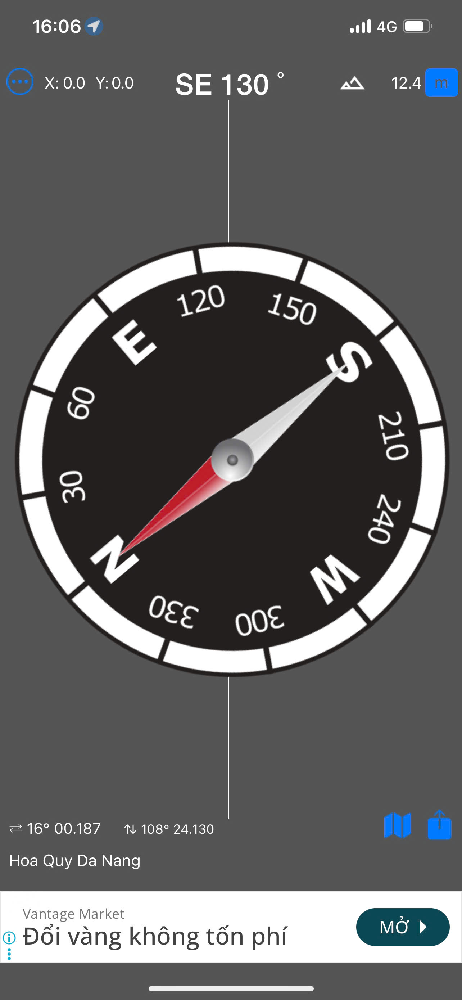 16:06 4G
X: 0.0 Y: 0.0 SE 130° 12.4 m
120 150
E S
60 210
30 240
N W
330 300
16° 00.187 108° 24.130
Hoa Quy Da Nang
Vantage Market
Đổi vàng không tốn phí
MỞ